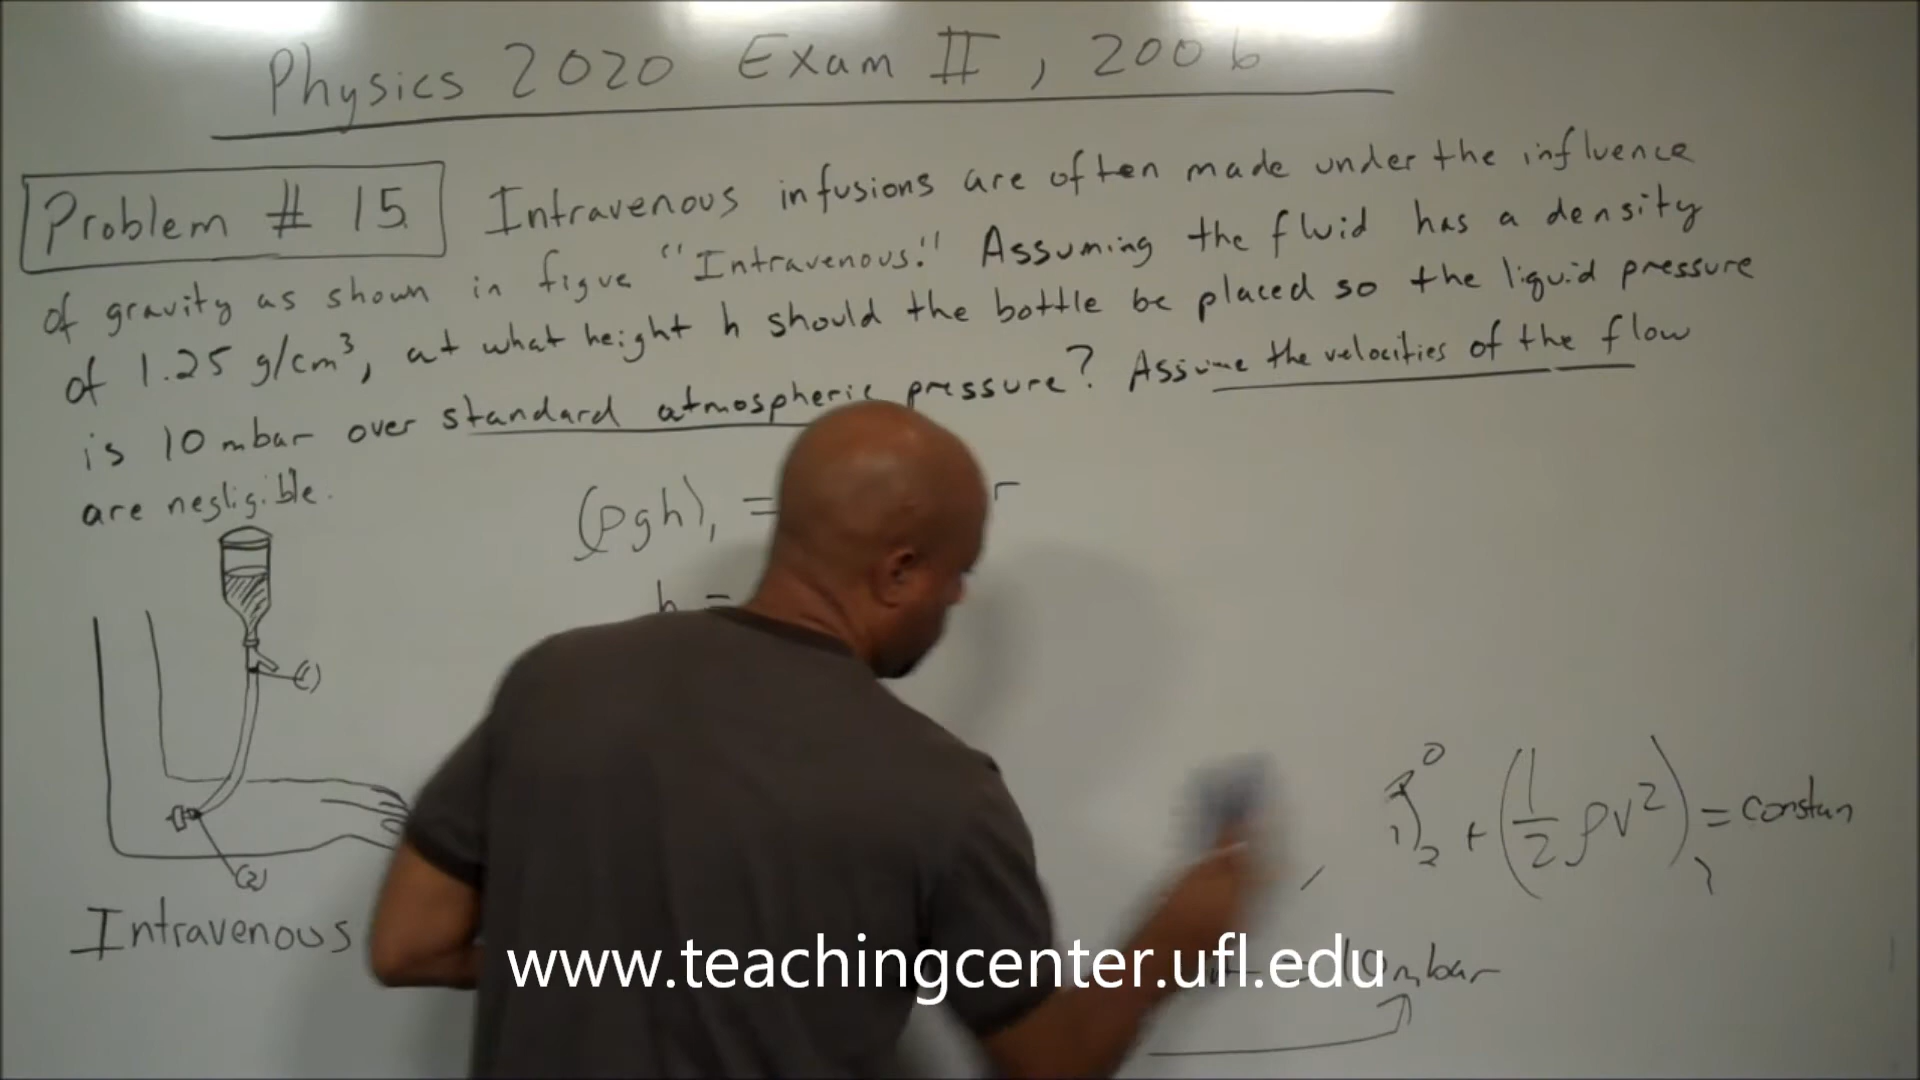 Physics 2020 Exam II, 2006
Problem # 15 Intravenous infusions are often made under the influence
of gravity as shown in figue "Intravenous." Assuming the fluid has a density
of 1.25 g/cm³, at what height h should the bottle be placed so the liquid pressure
is 10 mbar over standard atmospheric pressure? Assume the velocities of the flow
are negligible.
(ρgh)₁ = r
h =
(1)
(2)
Intravenous
0
)₂ + (1/2 ρv²)₁ = constan
= 10 mbar
www.teachingcenter.ufl.edu